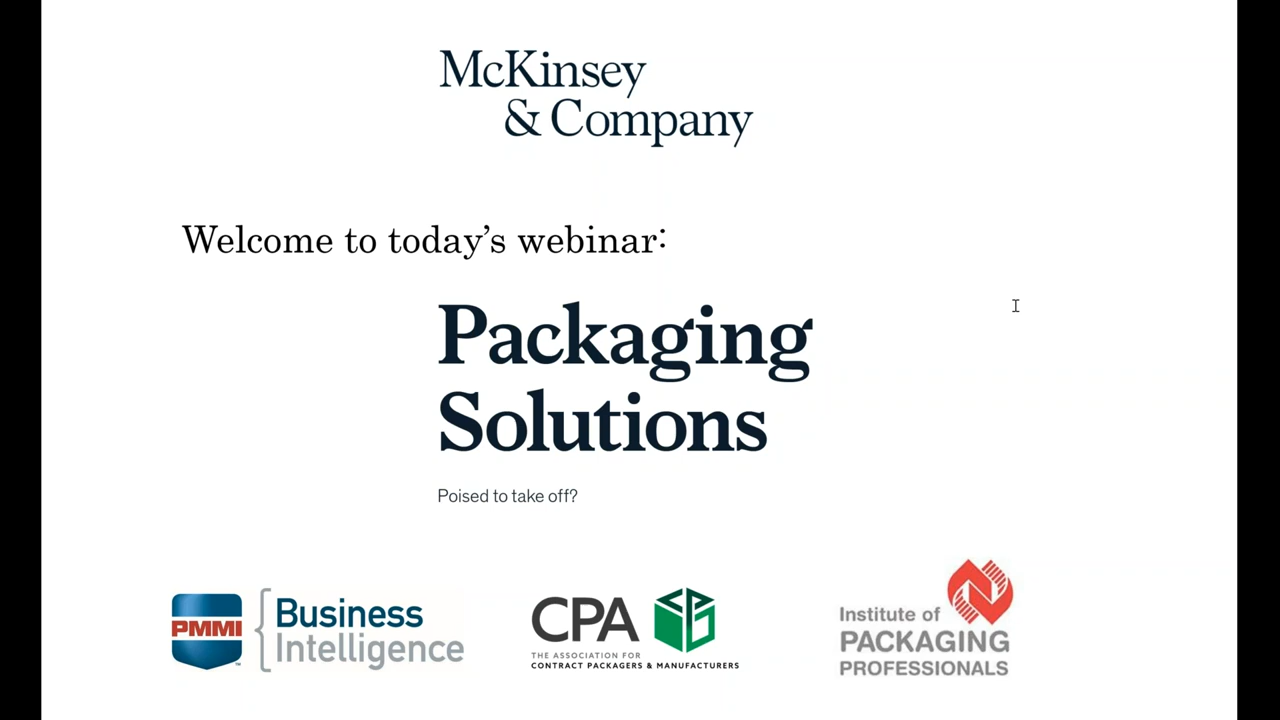 McKinsey
& Company
Welcome to today's webinar:
Packaging
Solutions
Poised to take off?
PMMI
Business
Intelligence
CPA
THE ASSOCIATION FOR
CONTRACT PACKAGERS & MANUFACTURERS
Institute of
PACKAGING
PROFESSIONALS